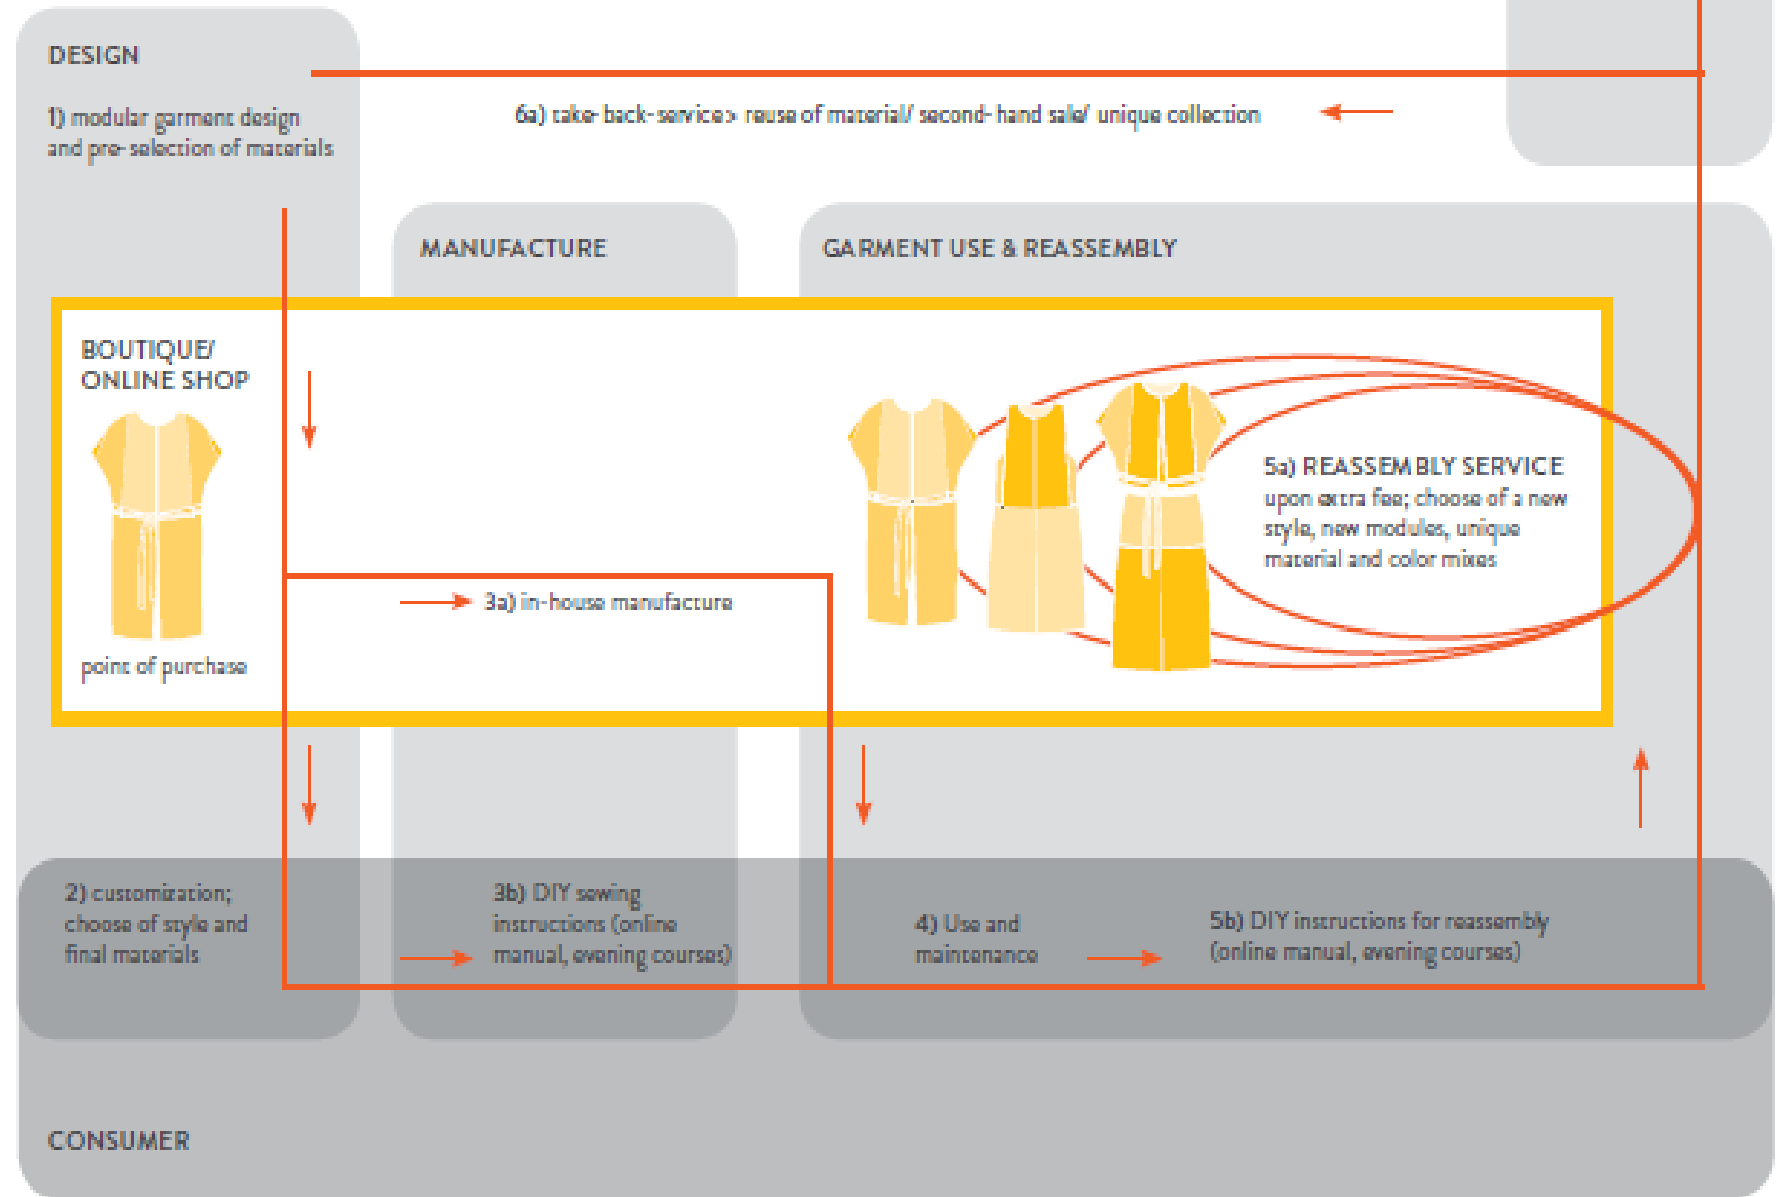 DESIGN
1) modular garment design
and pre-selection of materials
6a) take-back-service> reuse of material/ second-hand sale/ unique collection
MANUFACTURE
GARMENT USE & REASSEMBLY
BOUTIQUE/
ONLINE SHOP
point of purchase
3a) in-house manufacture
5a) REASSEMBLY SERVICE
upon extra fee; choose of a new
style, new modules, unique
material and color mixes
2) customization;
choose of style and
final materials
3b) DIY sewing
instructions (online
manual, evening courses)
4) Use and
maintenance
5b) DIY instructions for reassembly
(online manual, evening courses)
CONSUMER